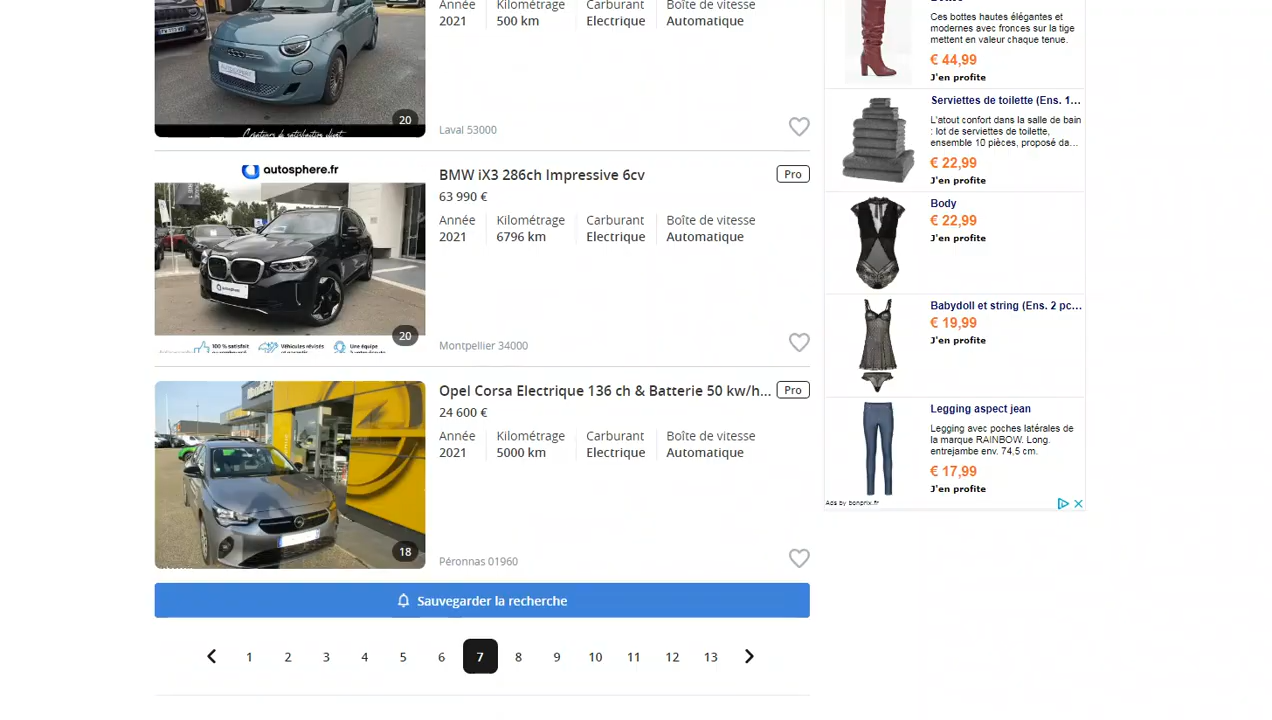 Année
Kilométrage
Carburant
Boîte de vitesse
2021
500 km
Electrique
Automatique
AUTOSPHERE
20
Créateurs de satisfaction client
Laval 53000
autosphere.fr
autosphere
100 % satisfait
Véhicules révisés
Une équipe
20
BMW iX3 286ch Impressive 6cv
Pro
63 990 €
Année
Kilométrage
Carburant
Boîte de vitesse
2021
6796 km
Electrique
Automatique
Montpellier 34000
18
Opel Corsa Electrique 136 ch & Batterie 50 kw/h...
Pro
24 600 €
Année
Kilométrage
Carburant
Boîte de vitesse
2021
5000 km
Electrique
Automatique
Péronnas 01960
Sauvegarder la recherche
1 2 3 4 5 6 7 8 9 10 11 12 13
Ces bottes hautes élégantes et
modernes avec fronces sur la tige
mettent en valeur chaque tenue.
€ 44,99
J'en profite
Serviettes de toilette (Ens. 1...
L'atout confort dans la salle de bain
: lot de serviettes de toilette,
ensemble 10 pièces, proposé da...
€ 22,99
J'en profite
Body
€ 22,99
J'en profite
Babydoll et string (Ens. 2 pc...
€ 19,99
J'en profite
Legging aspect jean
Legging avec poches latérales de
la marque RAINBOW. Long.
entrejambe env. 74,5 cm.
€ 17,99
J'en profite
Ads by bonprix.fr